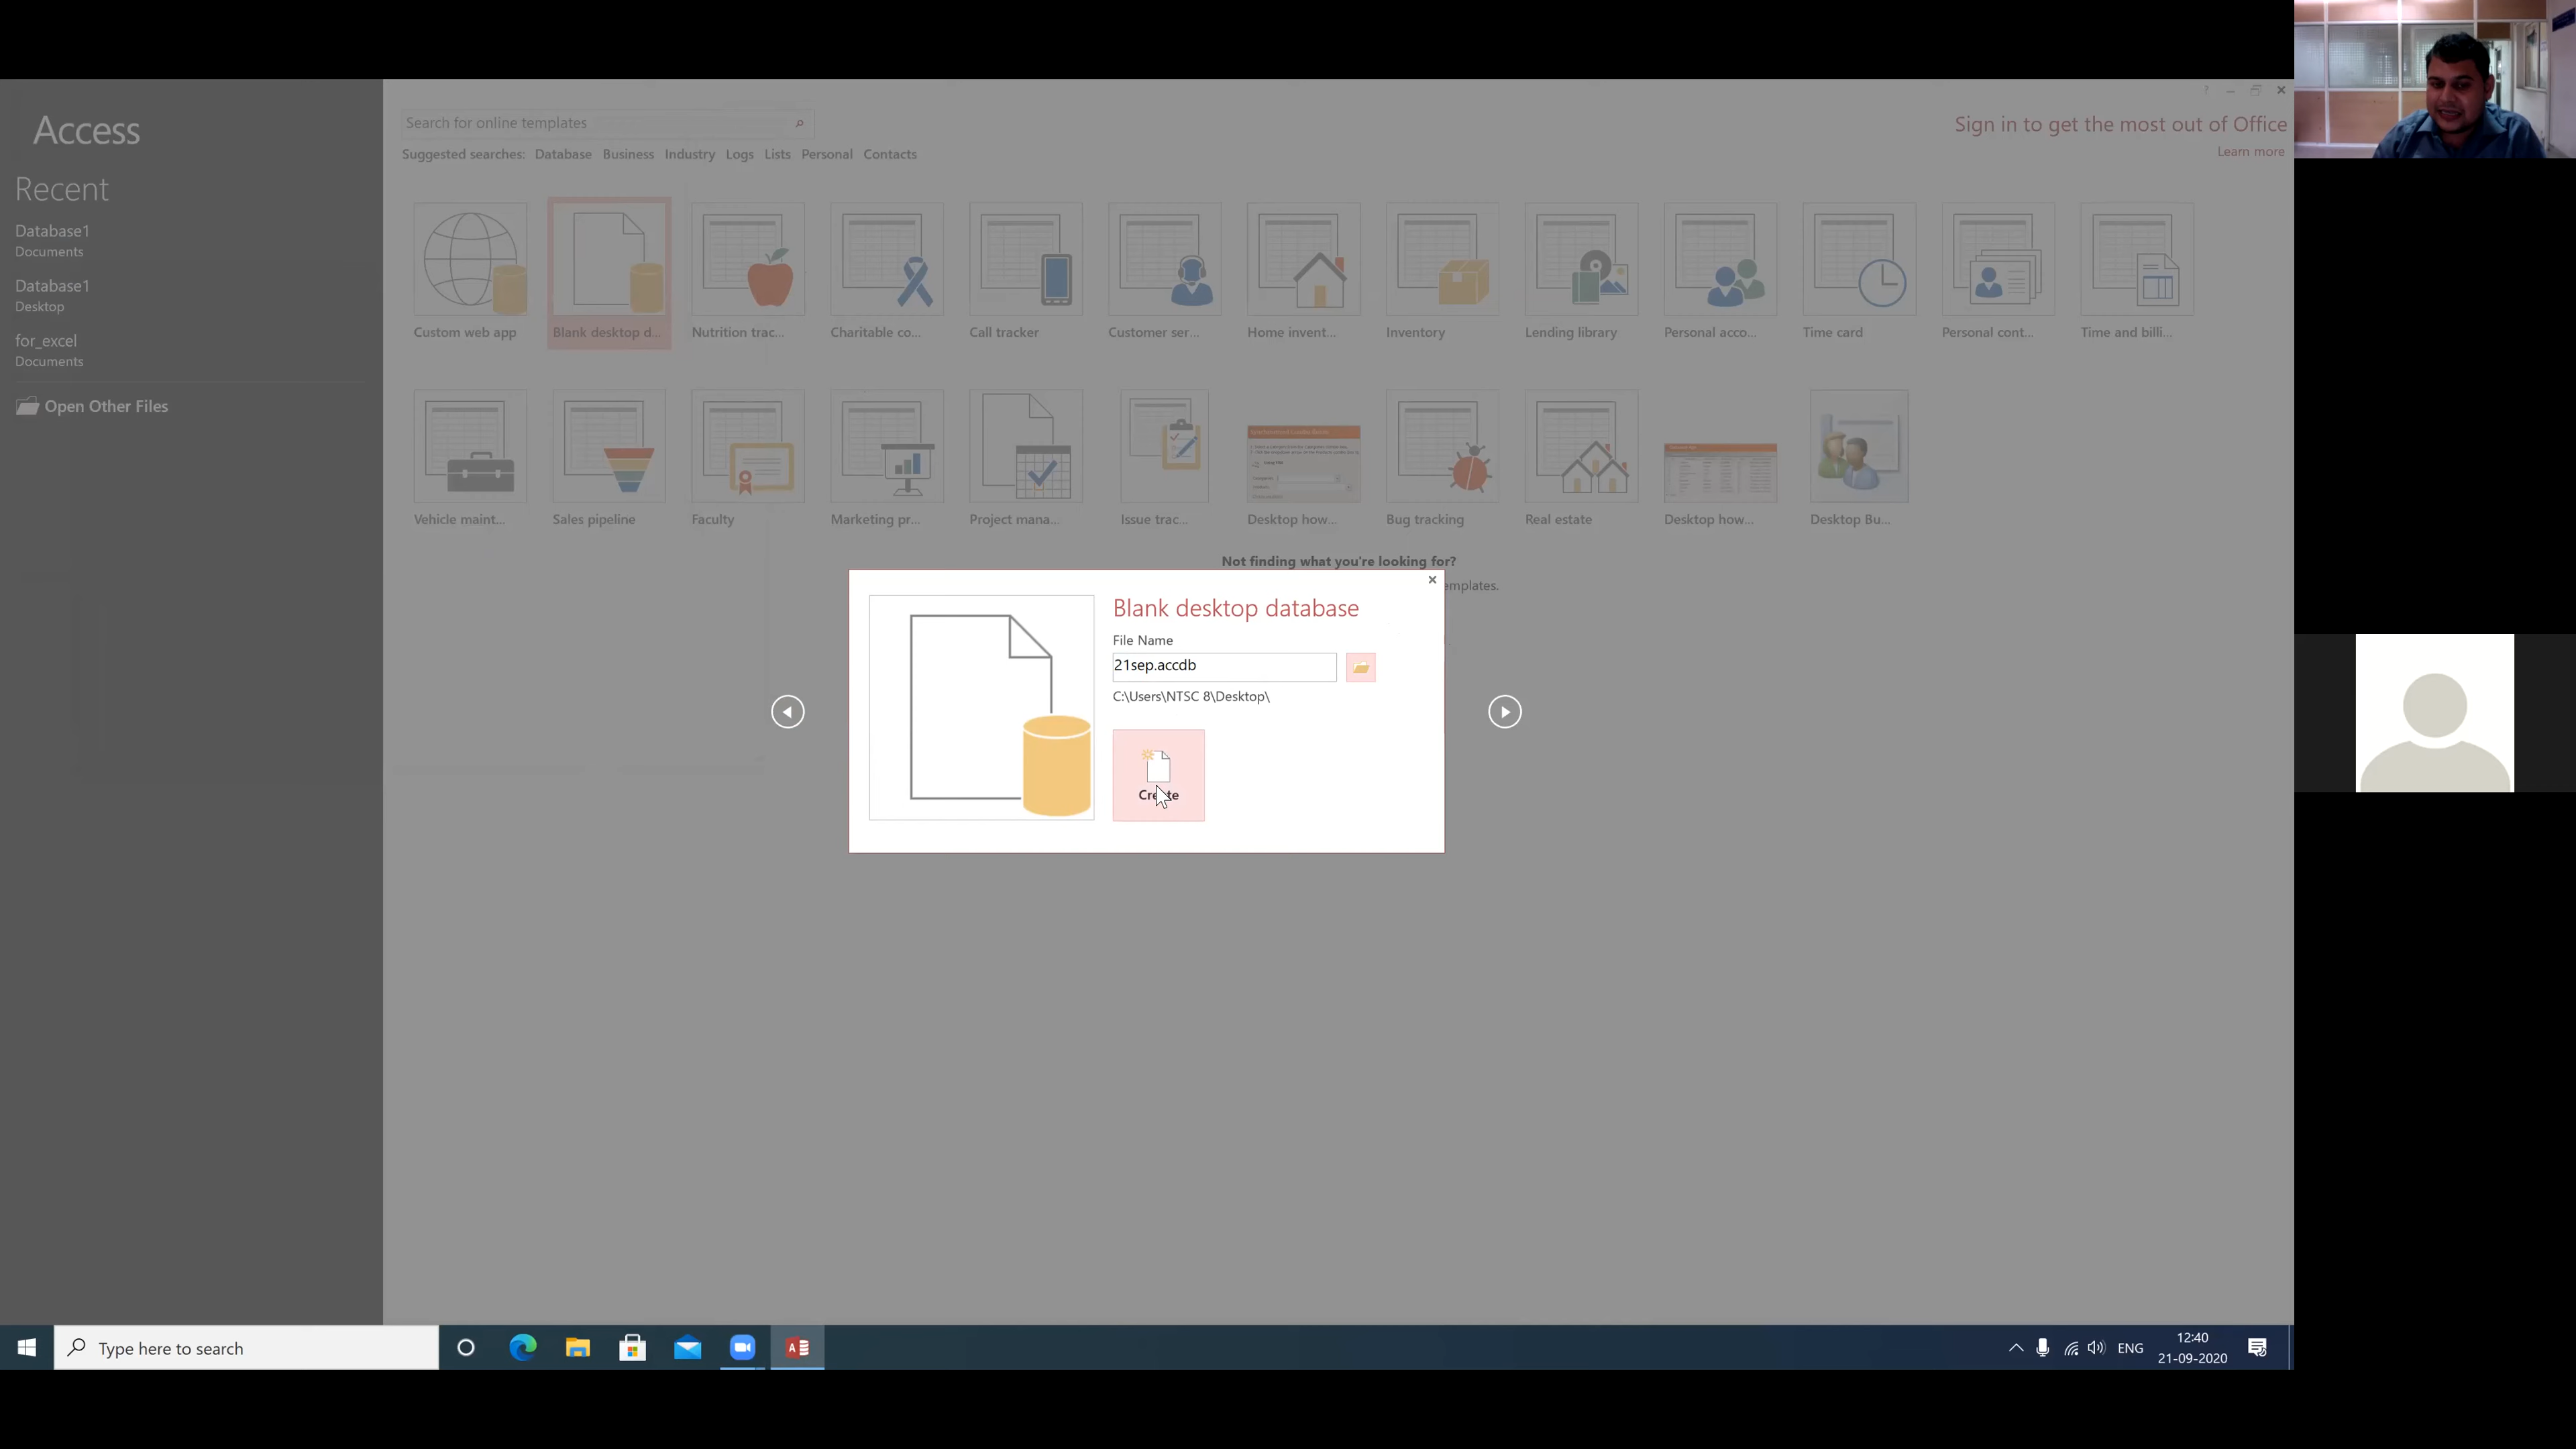 Access
Recent
Database1
Documents
Database1
Desktop
for_excel
Documents
Open Other Files
Search for online templates
Suggested searches: Database Business Industry Logs Lists Personal Contacts
Sign in to get the most out of Office
Learn more
Custom web app
Blank desktop d...
Nutrition trac...
Charitable co...
Call tracker
Customer ser...
Home invent...
Inventory
Lending library
Personal acco...
Time card
Personal cont...
Time and billi...
Vehicle maint...
Sales pipeline
Faculty
Marketing pr...
Project mana...
Issue trac...
Desktop how...
Bug tracking
Real estate
Desktop how...
Desktop Bu...
Not finding what you're looking for?
emplates.
Blank desktop database
File Name
21sep.accdb
C:\Users\NTSC 8\Desktop\
Create
Type here to search
ENG
12:40
21-09-2020